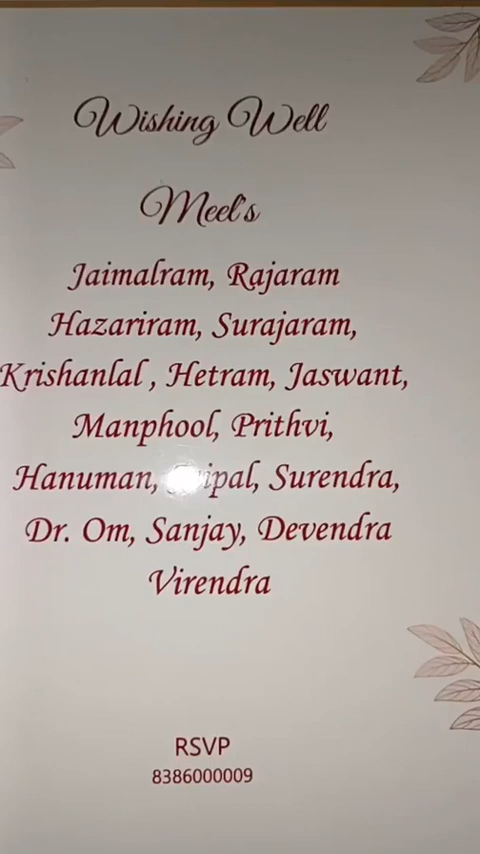 Wishing Well
Meel's
Jaimalram, Rajaram
Hazariram, Surajaram,
Krishanlal , Hetram, Jaswant,
Manphool, Prithvi,
Hanuman, Surendra,
Dr. Om, Sanjay, Devendra
Virendra
RSVP
8386000009